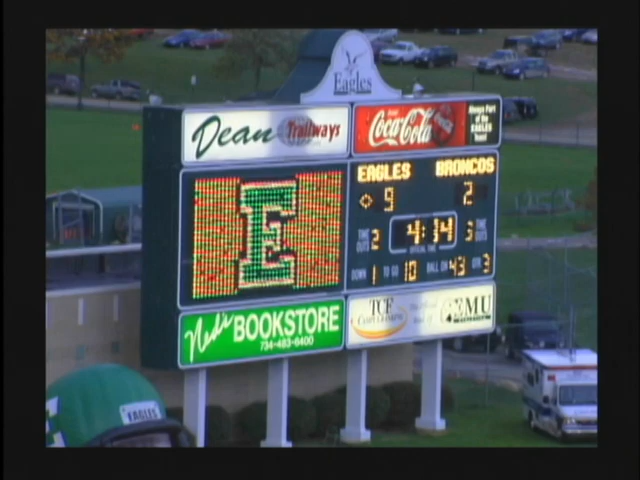 Eagles
Dean Trailways
Enjoy
Coca-Cola
Always Part
of the
EAGLES
Team!
EAGLES BRONCOS
9 2
TIME OUTS 2 4:14 3 TIME OUTS
DOWN 1 TO GO 10 BALL ON 43 QTR 3
E
Ned's BOOKSTORE
734-483-6400
TCF
EMU
EAGLES